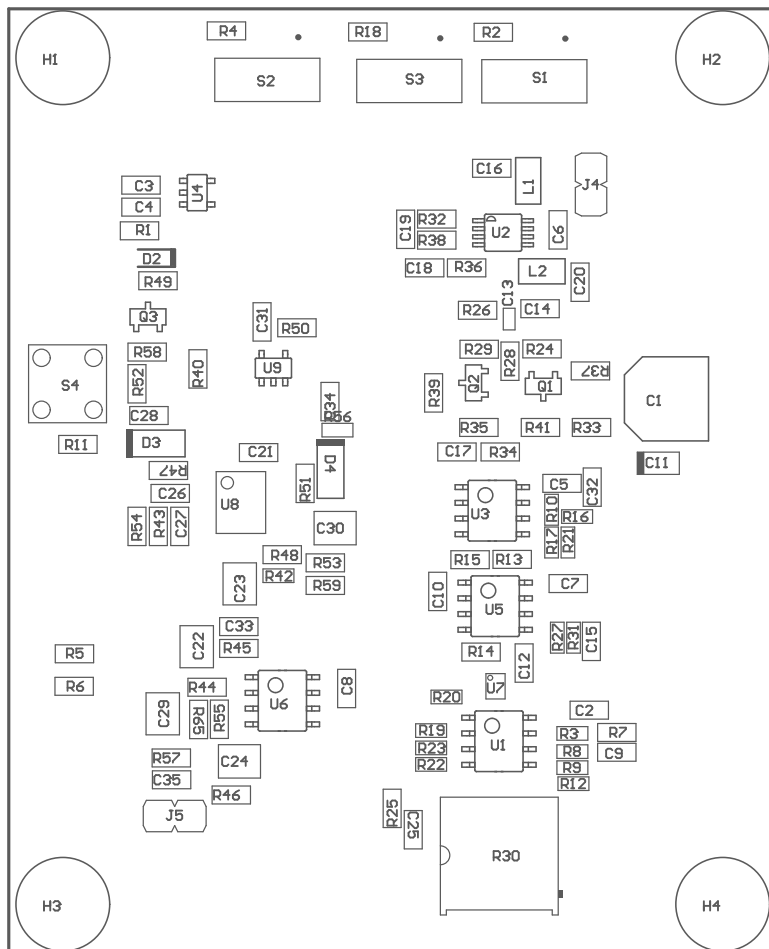 R4 R18 R2
H1 H2
S2 S3 S1
C16
C3 U4 L1 J4
C4
R1 C19 R32 U2 C6
R38
D2
C18 R36 L2 C20
R49
C13
R26 C14
Q3 C31
R50
R58 R29 R28 R24
U9
R40 R37
S4 R52 Q2 Q1
R39
R34 C1
C28 R56
R35 R41 R33
R11 D3
C21 C17 R34
D4 C11
R47
R51 C5 C32
C26 U8
R10
U3 R16
R54 R43 C27 C30
R17 R21
R48
R53 R15 R13
R42
C23 R59 C10 C7
U5
C33
R27 R31 C15
C22 R45
R5 R14
C12
R6 R44 C8 U7
R20
U6 C2
C29 R65 R55
R19 R3 R7
U1
R23 R8 C9
R57 C24
R22 R9
C35
R12
R46
J5 R25
C25
R30
H3 H4